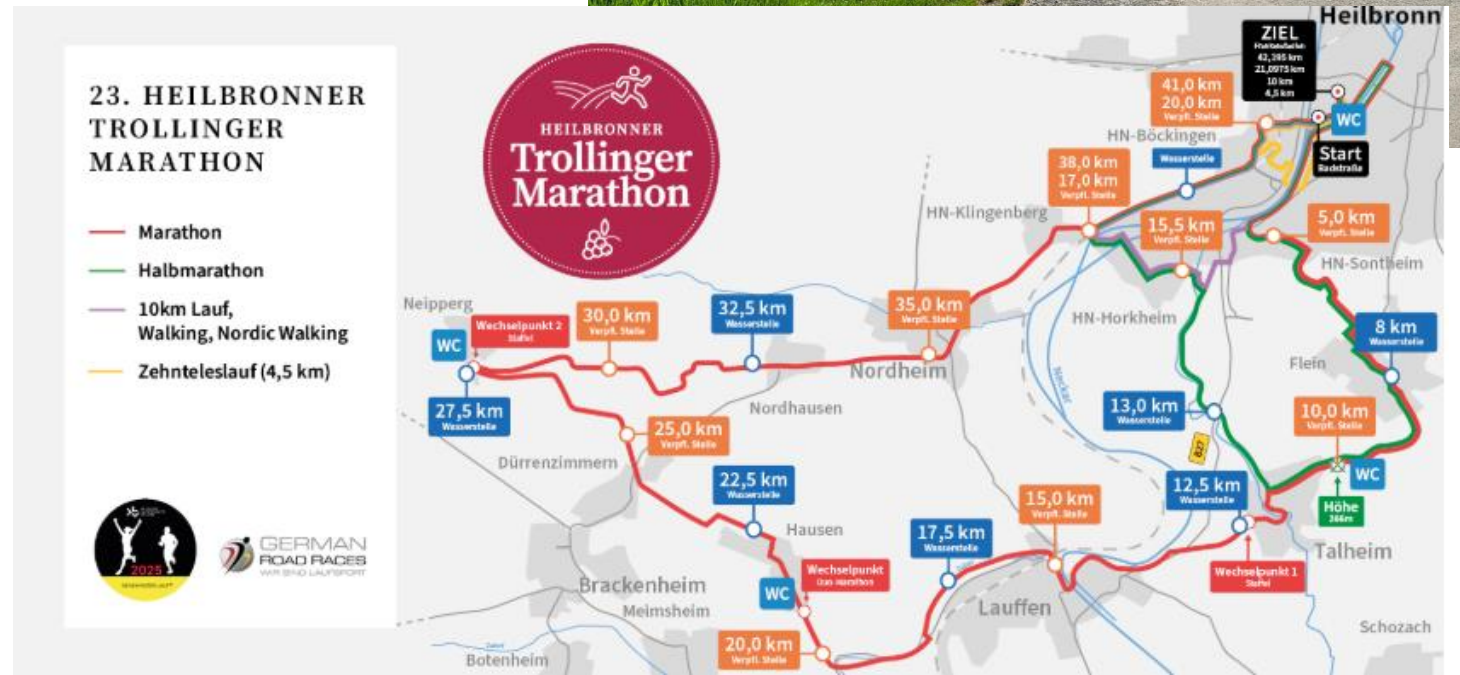 23. HEILBRONNER
TROLLINGER
MARATHON
Marathon
Halbmarathon
10km Lauf,
Walking, Nordic Walking
Zehnteleslauf (4,5 km)
2025
GERMAN
ROAD RACES
WIR SIND LAUFSPORT
HEILBRONNER
Trollinger
Marathon
Heilbronn
ZIEL
42,195 km
21,0975 km
10 km
4,5 km
WC
Start
Badstraße
41,0 km
20,0 km
Verpfl. Stelle
HN-Böckingen
Wasserstelle
38,0 km
17,0 km
Verpfl. Stelle
HN-Klingenberg
15,5 km
Verpfl. Stelle
5,0 km
Verpfl. Stelle
HN-Sontheim
HN-Horkheim
8 km
Wasserstelle
Flein
Neckar
13,0 km
Wasserstelle
B27
10,0 km
Verpfl. Stelle
WC
Höhe
266m
Talheim
12,5 km
Wasserstelle
Wechselpunkt 1
Staffel
Schozach
15,0 km
Verpfl. Stelle
Lauffen
17,5 km
Wasserstelle
Zaber
Wechselpunkt
Duo Marathon
WC
20,0 km
Verpfl. Stelle
22,5 km
Wasserstelle
Hausen
Brackenheim
Meimsheim
Botenheim
Zaber
Dürrenzimmern
25,0 km
Verpfl. Stelle
Neipperg
WC
Wechselpunkt 2
Staffel
27,5 km
Wasserstelle
30,0 km
Verpfl. Stelle
32,5 km
Wasserstelle
Nordhausen
35,0 km
Verpfl. Stelle
Nordheim